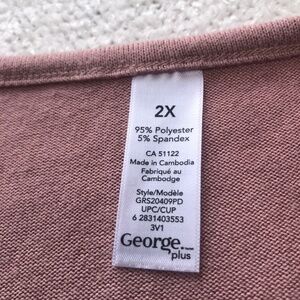 2X
95% Polyester
5% Spandex
CA 51122
Made in Cambodia
Fabriqué au
Cambodge
Style/Modèle
GRS20409PD
UPC/CUP
6 2831403553
3V1
George
plus